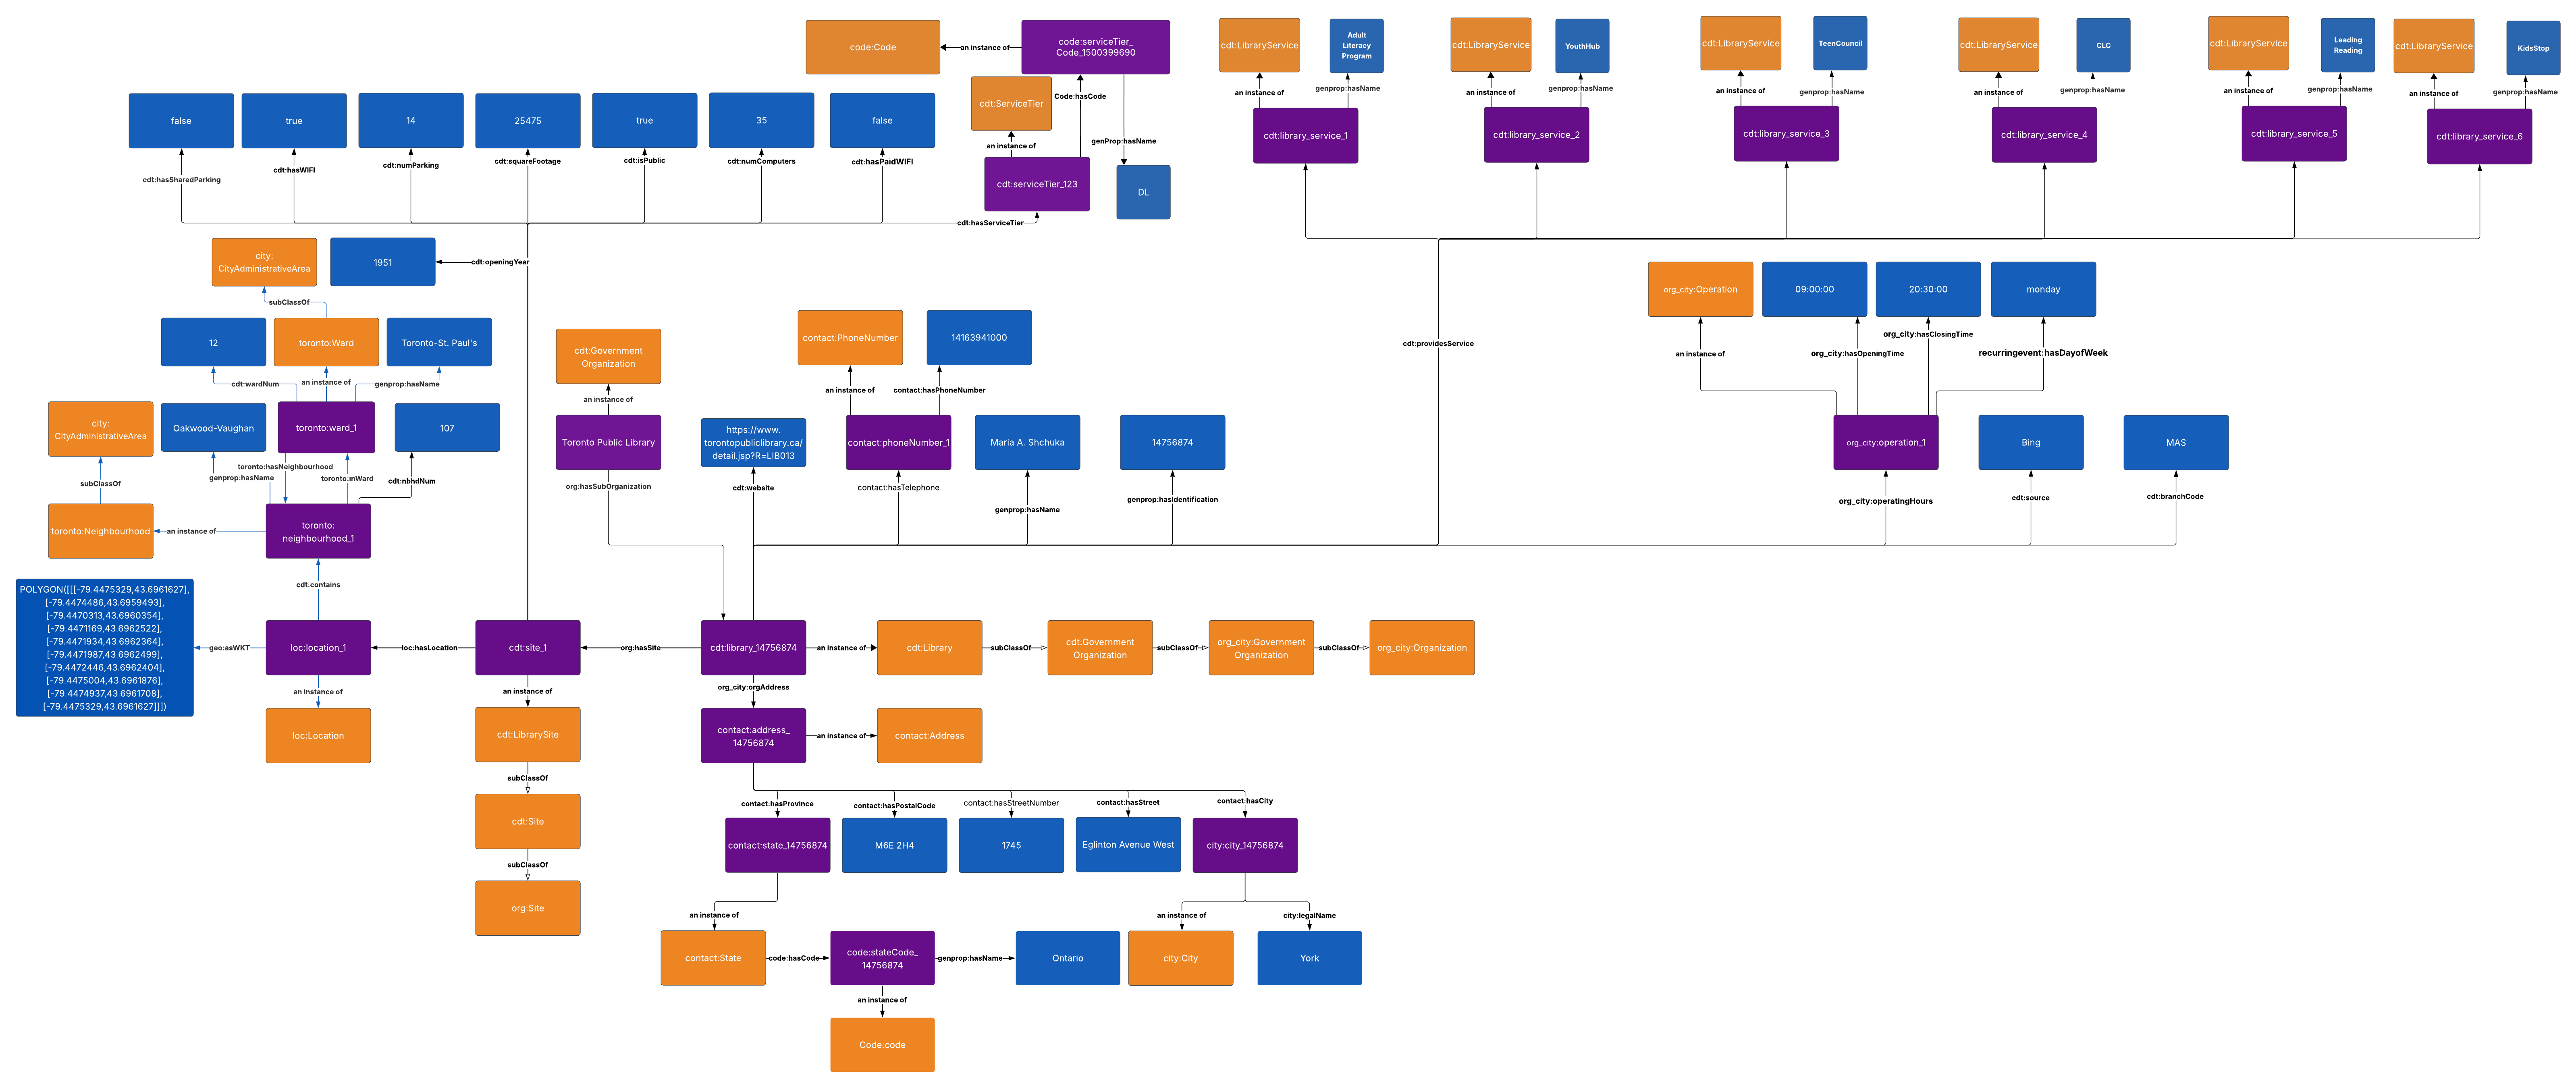 code:Code
an instance of
code:serviceTier_
Code_1500399690
cdt:LibraryService
Adult
Literacy
Program
cdt:LibraryService
YouthHub
cdt:LibraryService
TeenCouncil
cdt:LibraryService
CLC
cdt:LibraryService
Leading
Reading
cdt:LibraryService
KidsStop
an instance of
genprop:hasName
an instance of
genprop:hasName
an instance of
genprop:hasName
an instance of
genprop:hasName
an instance of
genprop:hasName
an instance of
genprop:hasName
cdt:library_service_1
cdt:library_service_2
cdt:library_service_3
cdt:library_service_4
cdt:library_service_5
cdt:library_service_6
cdt:ServiceTier
Code:hasCode
false
true
14
25475
true
35
false
an instance of
genProp:hasName
cdt:hasSharedParking
cdt:hasWIFI
cdt:numParking
cdt:squareFootage
cdt:isPublic
cdt:numComputers
cdt:hasPaidWIFI
cdt:serviceTier_123
DL
cdt:hasServiceTier
city:
CityAdministrativeArea
1951
cdt:openingYear
subClassOf
12
toronto:Ward
Toronto-St. Paul's
cdt:wardNum
an instance of
genprop:hasName
city:
CityAdministrativeArea
Oakwood-Vaughan
toronto:ward_1
107
toronto:hasNeighbourhood
genprop:hasName
toronto:inWard
cdt:nbhdNum
subClassOf
toronto:Neighbourhood
an instance of
toronto:
neighbourhood_1
cdt:contains
cdt:Government
Organization
an instance of
Toronto Public Library
org:hasSubOrganization
https://www.
torontopubliclibrary.ca/
detail.jsp?R=LIB013
cdt:website
contact:PhoneNumber
14163941000
an instance of
contact:hasPhoneNumber
contact:phoneNumber_1
contact:hasTelephone
Maria A. Shchuka
genprop:hasName
14756874
genprop:hasIdentification
cdt:providesService
org_city:Operation
09:00:00
20:30:00
monday
an instance of
org_city:hasOpeningTime
org_city:hasClosingTime
recurringevent:hasDayofWeek
org_city:operation_1
Bing
MAS
org_city:operatingHours
cdt:source
cdt:branchCode
POLYGON([[[-79.4475329,43.6961627],
[-79.4474486,43.6959493],
[-79.4470313,43.6960354],
[-79.4471169,43.6962522],
[-79.4471934,43.6962364],
[-79.4471987,43.6962499],
[-79.4472446,43.6962404],
[-79.4475004,43.6961876],
[-79.4474937,43.6961708],
[-79.4475329,43.6961627]]])
geo:asWKT
loc:location_1
loc:hasLocation
cdt:site_1
org:hasSite
cdt:library_14756874
an instance of
cdt:Library
subClassOf
cdt:Government
Organization
subClassOf
org_city:Government
Organization
subClassOf
org_city:Organization
an instance of
loc:Location
an instance of
cdt:LibrarySite
subClassOf
cdt:Site
subClassOf
org:Site
org_city:orgAddress
contact:address_
14756874
an instance of
contact:Address
contact:hasProvince
contact:hasPostalCode
contact:hasStreetNumber
contact:hasStreet
contact:hasCity
contact:state_14756874
M6E 2H4
1745
Eglinton Avenue West
city:city_14756874
an instance of
an instance of
city:legalName
contact:State
code:hasCode
code:stateCode_
14756874
genprop:hasName
Ontario
city:City
York
an instance of
Code:code